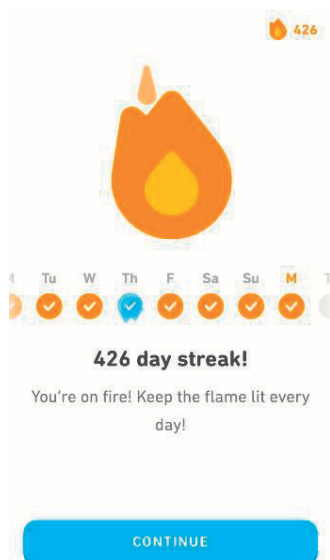 426
Tu W Th F Sa Su M
426 day streak!
You're on fire! Keep the flame lit every
day!
CONTINUE